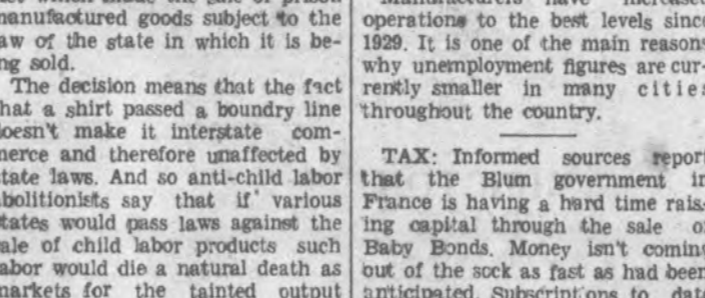 manufactured goods subject to the
law of the state in which it is be-
ing sold.
The decision means that the fact
that a shirt passed a boundry line
doesn't make it interstate com-
merce and therefore unaffected by
state laws. And so anti-child labor
abolitionists say that if various
states would pass laws against the
sale of child labor products such
labor would die a natural death as
markets for the tainted output
Manufacturers have increased
operations to the best levels since
1929. It is one of the main reasons
why unemployment figures are cur-
rently smaller in many cities
throughout the country.
TAX: Informed sources report
that the Blum government in
France is having a hard time rais-
ing capital through the sale of
Baby Bonds. Money isn't coming
out of the sock as fast as had been
anticipated. Subscriptions to date